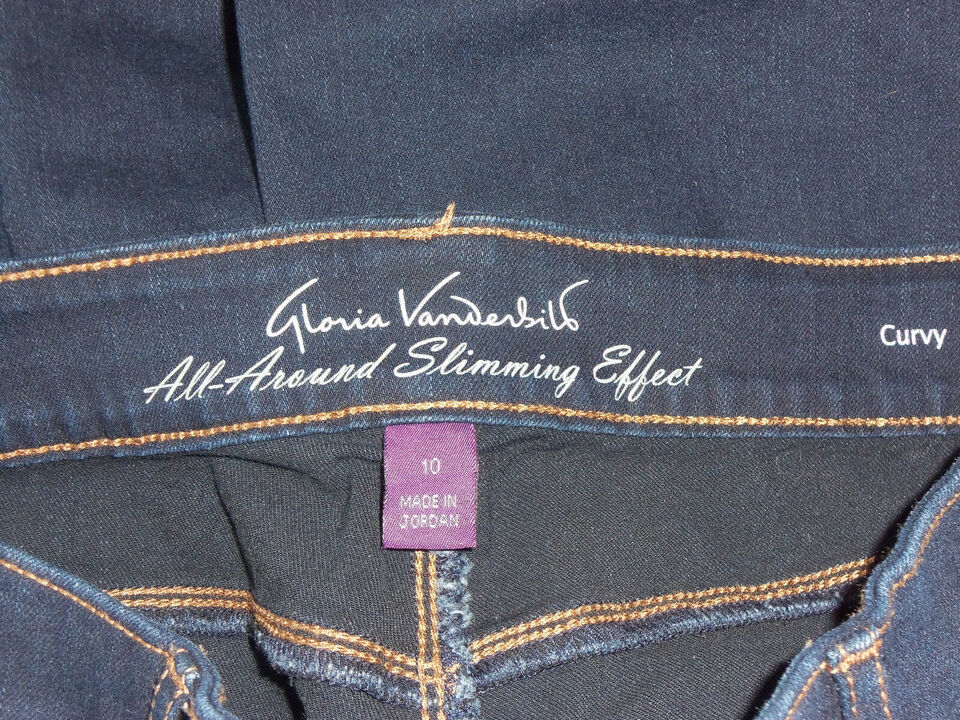 Gloria Vanderbilt
All-Around Slimming Effect
Curvy
10
MADE IN
JORDAN